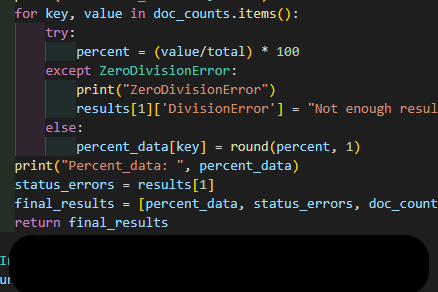 for key, value in doc_counts.items():
try:
percent = (value/total) * 100
except ZeroDivisionError:
print("ZeroDivisionError")
results[1]['DivisionError'] = "Not enough resul
else:
percent_data[key] = round(percent, 1)
print("Percent_data: ", percent_data)
status_errors = results[1]
final_results = [percent_data, status_errors, doc_count
return final_results